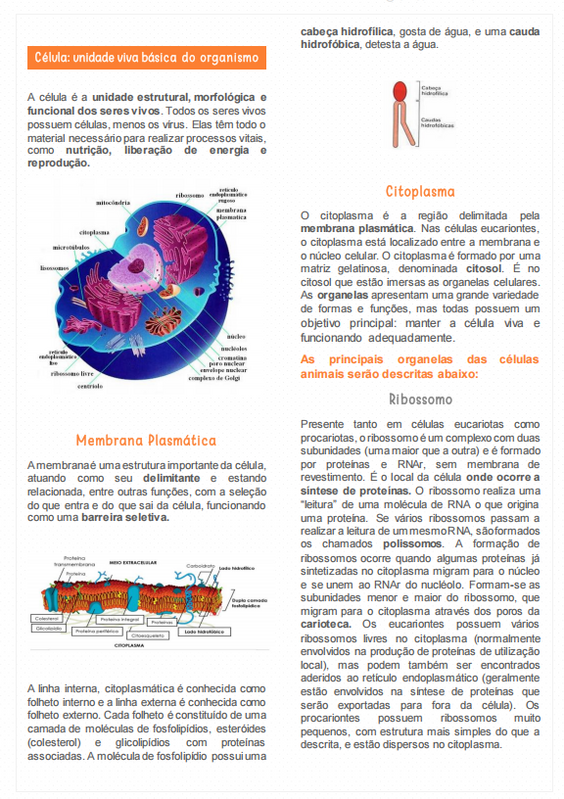 Célula: unidade viva básica do organismo
A célula é a unidade estrutural, morfológica e
funcional dos seres vivos. Todos os seres vivos
possuem células, menos os vírus. Elas têm todo o
material necessário para realizar processos vitais,
como nutrição, liberação de energia e
reprodução.
mitocôndria
ribossomo
retículo
endoplasmático
rugoso
membrana
plasmatica
citoplasma
microtúbulos
lisossomos
núcleo
nucléolos
cromatina
poro nuclear
envelope nuclear
complexo de Golgi
retículo
endoplasmático
liso
ribossomo livre
centríolo
Membrana Plasmática
A membrana é uma estrutura importante da célula,
atuando como seu delimitante e estando
relacionada, entre outras funções, com a seleção
do que entra e do que sai da célula, funcionando
como uma barreira seletiva.
Proteína
transmembrana
MEIO EXTRACELULAR
Carboidrato
Lado hidrofílico
Dupla camada
fosfolipídica
Colesterol
Glicolipídio
Proteína integral
Proteína periférica
Proteínas
Citoesqueleto
Lado hidrofóbico
CITOPLASMA
A linha interna, citoplasmática é conhecida como
folheto interno e a linha externa é conhecida como
folheto externo. Cada folheto é constituído de uma
camada de moléculas de fosfolipídios, esteróides
(colesterol) e glicolipídios com proteínas
associadas. A molécula de fosfolipídio possui uma
cabeça hidrofílica, gosta de água, e uma cauda
hidrofóbica, detesta a água.
Cabeça
hidrofílica
Caudas
hidrofóbicas
Citoplasma
O citoplasma é a região delimitada pela
membrana plasmática. Nas células eucariontes,
o citoplasma está localizado entre a membrana e
o núcleo celular. O citoplasma é formado por uma
matriz gelatinosa, denominada citosol. É no
citosol que estão imersas as organelas celulares.
As organelas apresentam uma grande variedade
de formas e funções, mas todas possuem um
objetivo principal: manter a célula viva e
funcionando adequadamente.
As principais organelas das células
animais serão descritas abaixo:
Ribossomo
Presente tanto em células eucariotas como
procariotas, o ribossomo é um complexo com duas
subunidades (uma maior que a outra) e é formado
por proteínas e RNAr, sem membrana de
revestimento. É o local da célula onde ocorre a
síntese de proteínas. O ribossomo realiza uma
“leitura” de uma molécula de RNA o que origina
uma proteína. Se vários ribossomos passam a
realizar a leitura de um mesmo RNA, são formados
os chamados polissomos. A formação de
ribossomos ocorre quando algumas proteínas já
sintetizadas no citoplasma migram para o núcleo
e se unem ao RNAr do nucléolo. Formam-se as
subunidades menor e maior do ribossomo, que
migram para o citoplasma através dos poros da
carioteca. Os eucariontes possuem vários
ribossomos livres no citoplasma (normalmente
envolvidos na produção de proteínas de utilização
local), mas podem também ser encontrados
aderidos ao retículo endoplasmático (geralmente
estão envolvidos na síntese de proteínas que
serão exportadas para fora da célula). Os
procariontes possuem ribossomos muito
pequenos, com estrutura mais simples do que a
descrita, e estão dispersos no citoplasma.